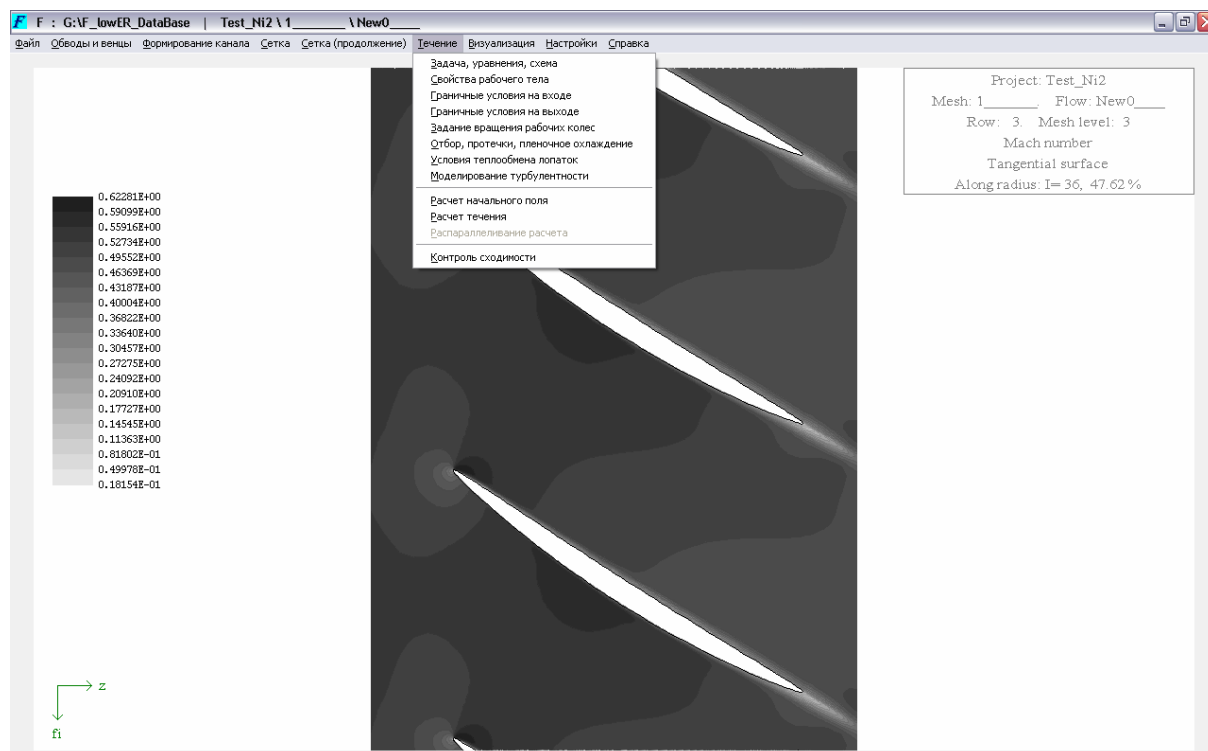 F : G:\F_lowER_DataBase | Test_Ni2 \ 1_______ \ New0____
Файл Обводы и венцы Формирование канала Сетка Сетка (продолжение) Течение Визуализация Настройки Справка
Задача, уравнения, схема
Свойства рабочего тела
Граничные условия на входе
Граничные условия на выходе
Задание вращения рабочих колес
Отбор, протечки, пленочное охлаждение
Условия теплообмена лопаток
Моделирование турбулентности
Расчет начального поля
Расчет течения
Распараллеливание расчета
Контроль сходимости
Project: Test_Ni2
Mesh: 1_______. Flow: New0____
Row: 3. Mesh level: 3
Mach number
Tangential surface
Along radius: I= 36, 47.62 %
0.62281E+00
0.59099E+00
0.55916E+00
0.52734E+00
0.49552E+00
0.46369E+00
0.43187E+00
0.40004E+00
0.36822E+00
0.33640E+00
0.30457E+00
0.27275E+00
0.24092E+00
0.20910E+00
0.17727E+00
0.14545E+00
0.11363E+00
0.81802E-01
0.49978E-01
0.18154E-01
z
fi